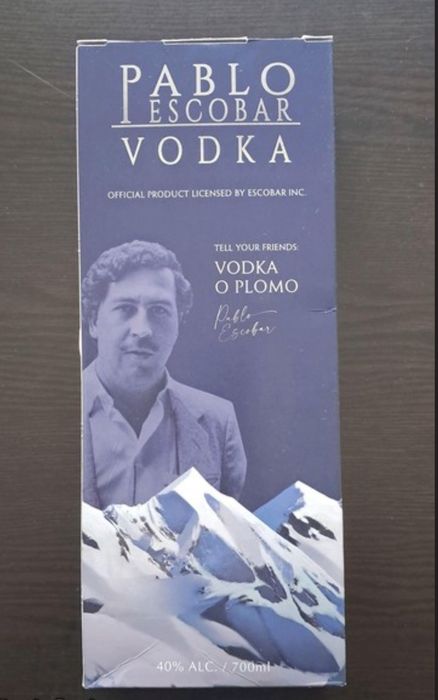 PABLO
ESCOBAR
VODKA
OFFICIAL PRODUCT LICENSED BY ESCOBAR INC.
TELL YOUR FRIENDS:
VODKA
O PLOMO
Pablo
Escobar
40% ALC. / 700ml